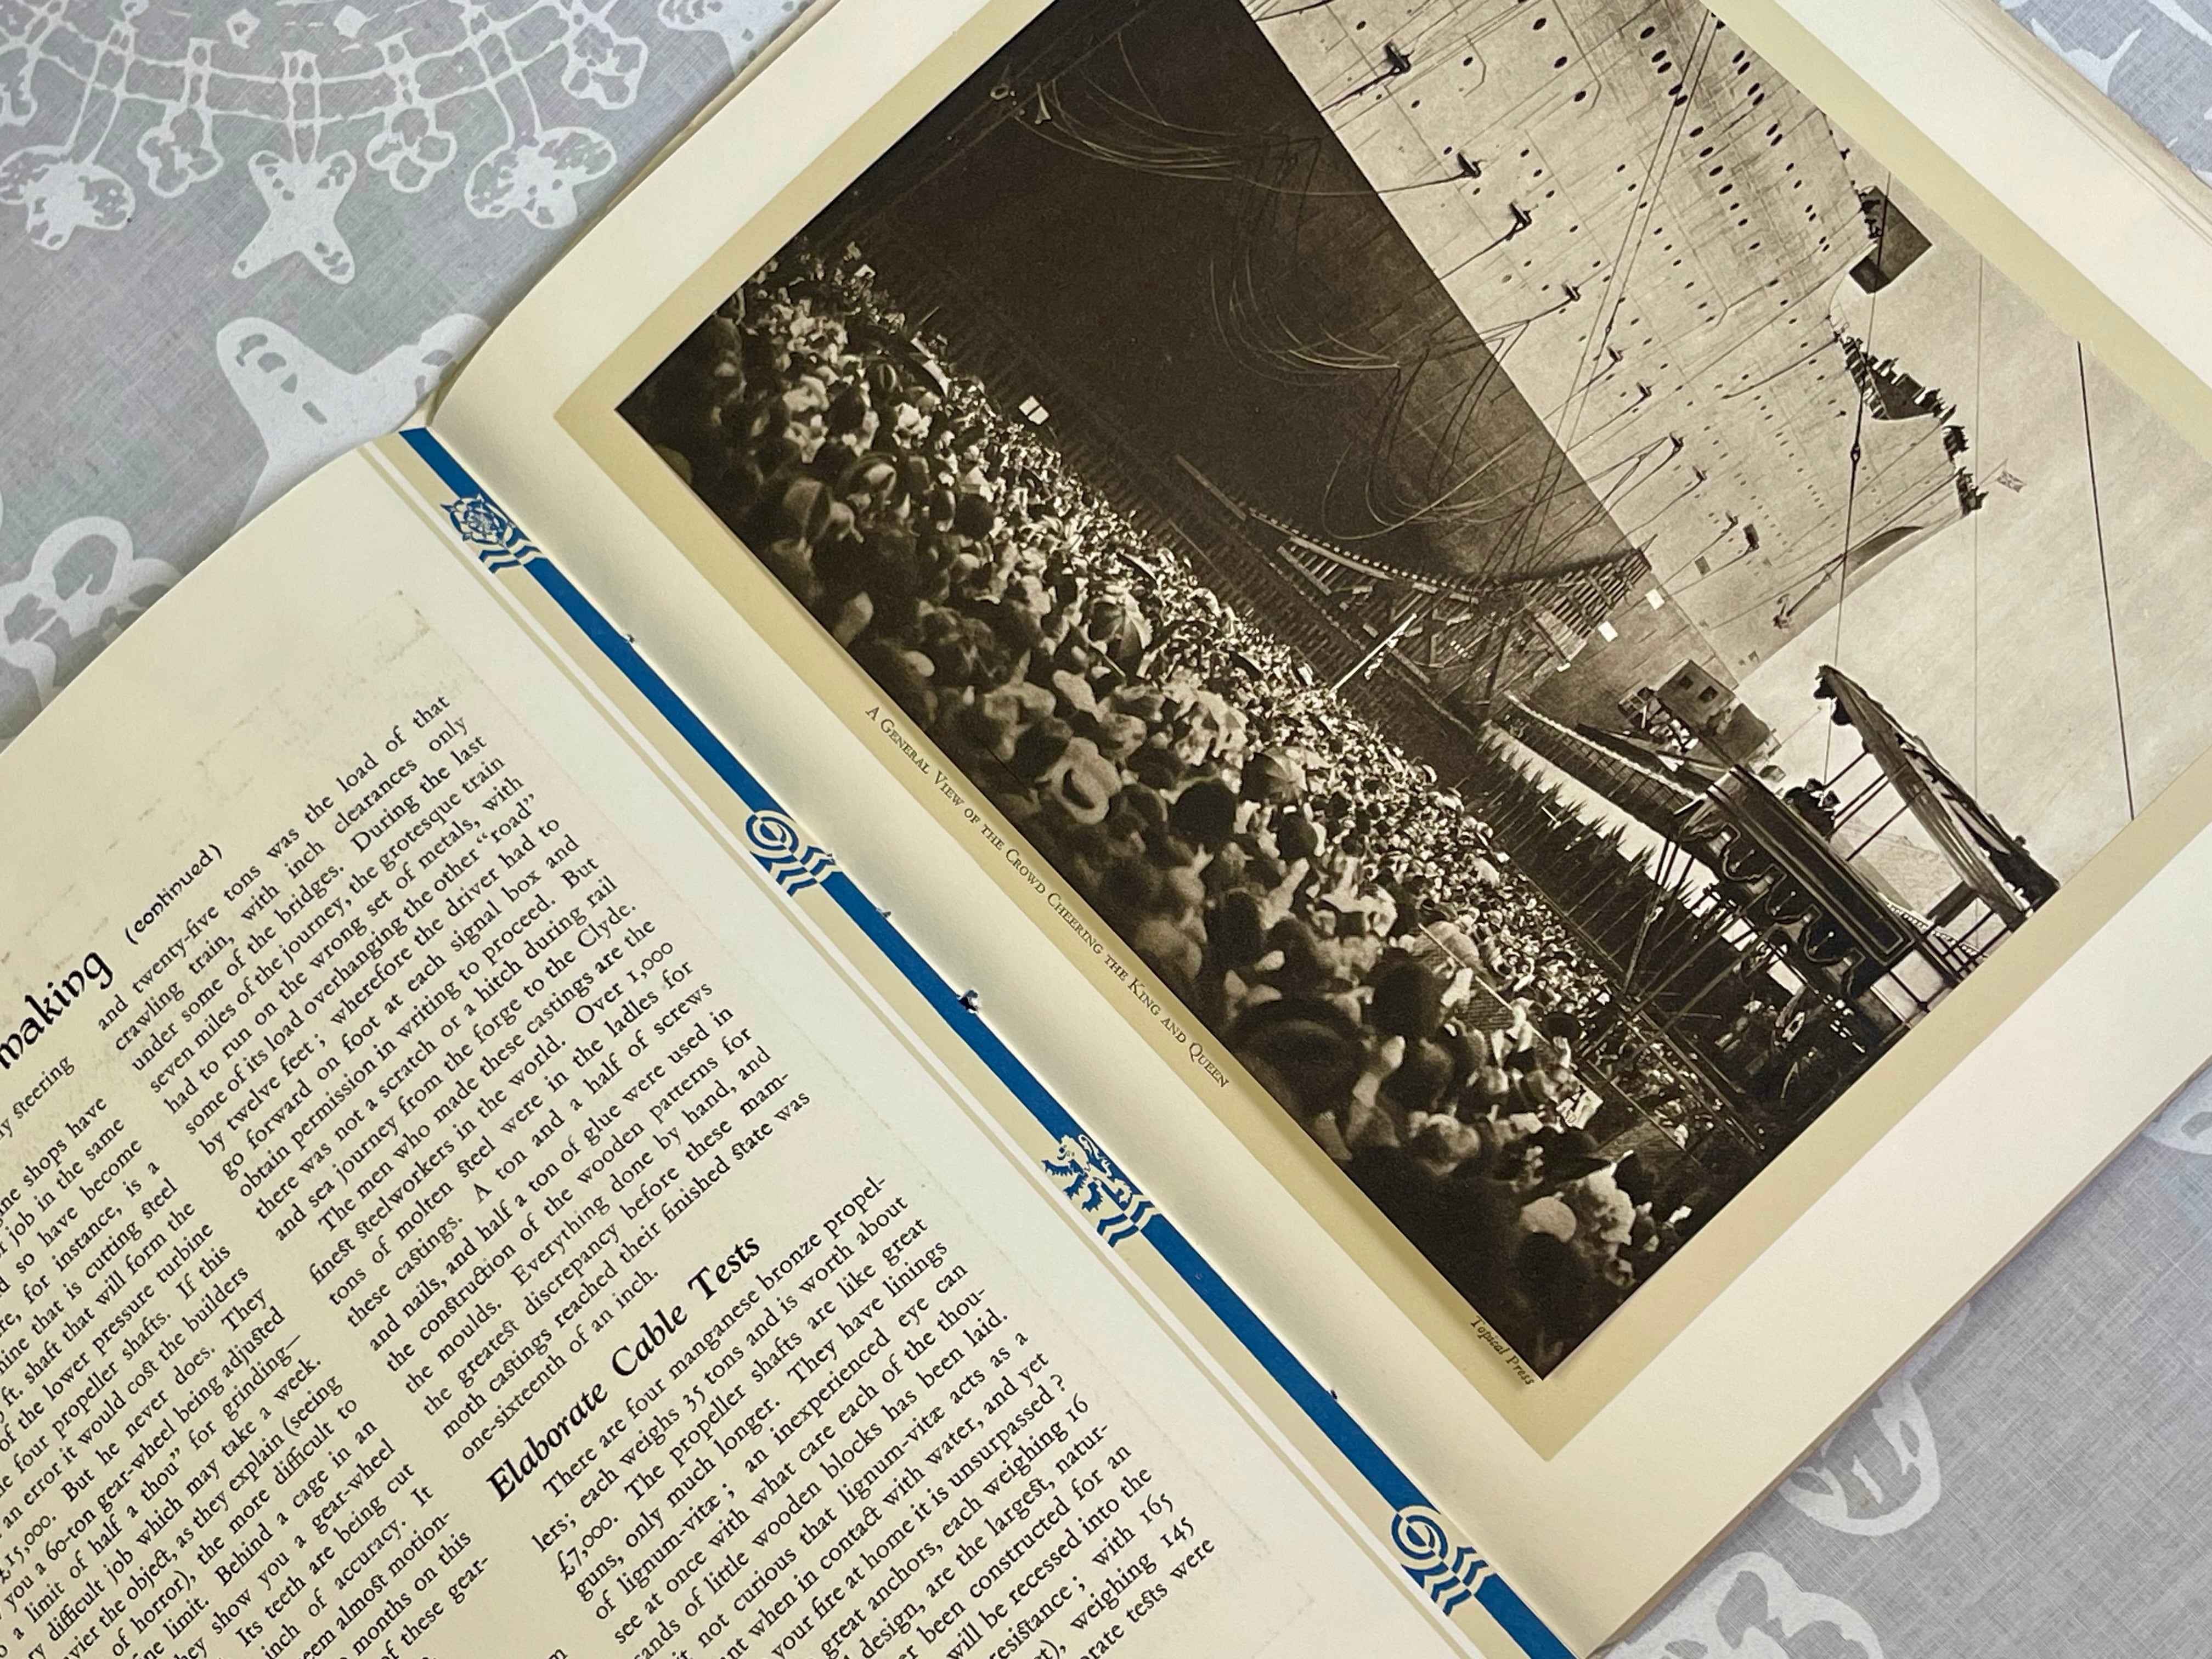 making (continued)
steering
shops have
job in the same
so have become
for instance, is a
that is cutting steel
ft. shaft that will form the
of the lower pressure turbine
four propeller shafts. If this
an error it would cost the builders
£15,000. But he never does. They
you a 60-ton gear-wheel being adjusted
a limit of half a thou" for grinding—
difficult job which may take a week.
the object, as they explain (seeing
of horror), the more difficult to
limit. Behind a cage in an
show you a gear-wheel
Its teeth are being cut
inch of accuracy. It
almost motion-
months on this
of these gear-
and twenty-five tons was the load of that
crawling train, with inch clearances only
under some of the bridges. During the last
seven miles of the journey, the grotesque train
had to run on the wrong set of metals, with
some of its load overhanging the other "road"
by twelve feet; wherefore the driver had to
go forward on foot at each signal box and
obtain permission in writing to proceed. But
there was not a scratch or a hitch during rail
and sea journey from the forge to the Clyde.
The men who made these castings are the
finest steelworkers in the world. Over 1,000
tons of molten steel were in the ladles for
these castings. A ton and a half of screws
and nails, and half a ton of glue were used in
the construction of the wooden patterns for
the moulds. Everything done by hand, and
the greatest discrepancy before these mam-
moth castings reached their finished state was
one-sixteenth of an inch.
Elaborate Cable Tests
There are four manganese bronze propel-
lers; each weighs 35 tons and is worth about
£7,000. The propeller shafts are like great
guns, only much longer. They have linings
of lignum-vitæ; an inexperienced eye can
see at once with what care each of the thou-
sands of little wooden blocks has been laid.
not curious that lignum-vitæ acts as a
when in contact with water, and yet
your fire at home it is unsurpassed?
great anchors, each weighing 16
design, are the largest, natur-
been constructed for an
will be recessed into the
resistance; with 165
weighing 145
tests were
A GENERAL VIEW OF THE CROWD CHEERING THE KING AND QUEEN
Topical Press